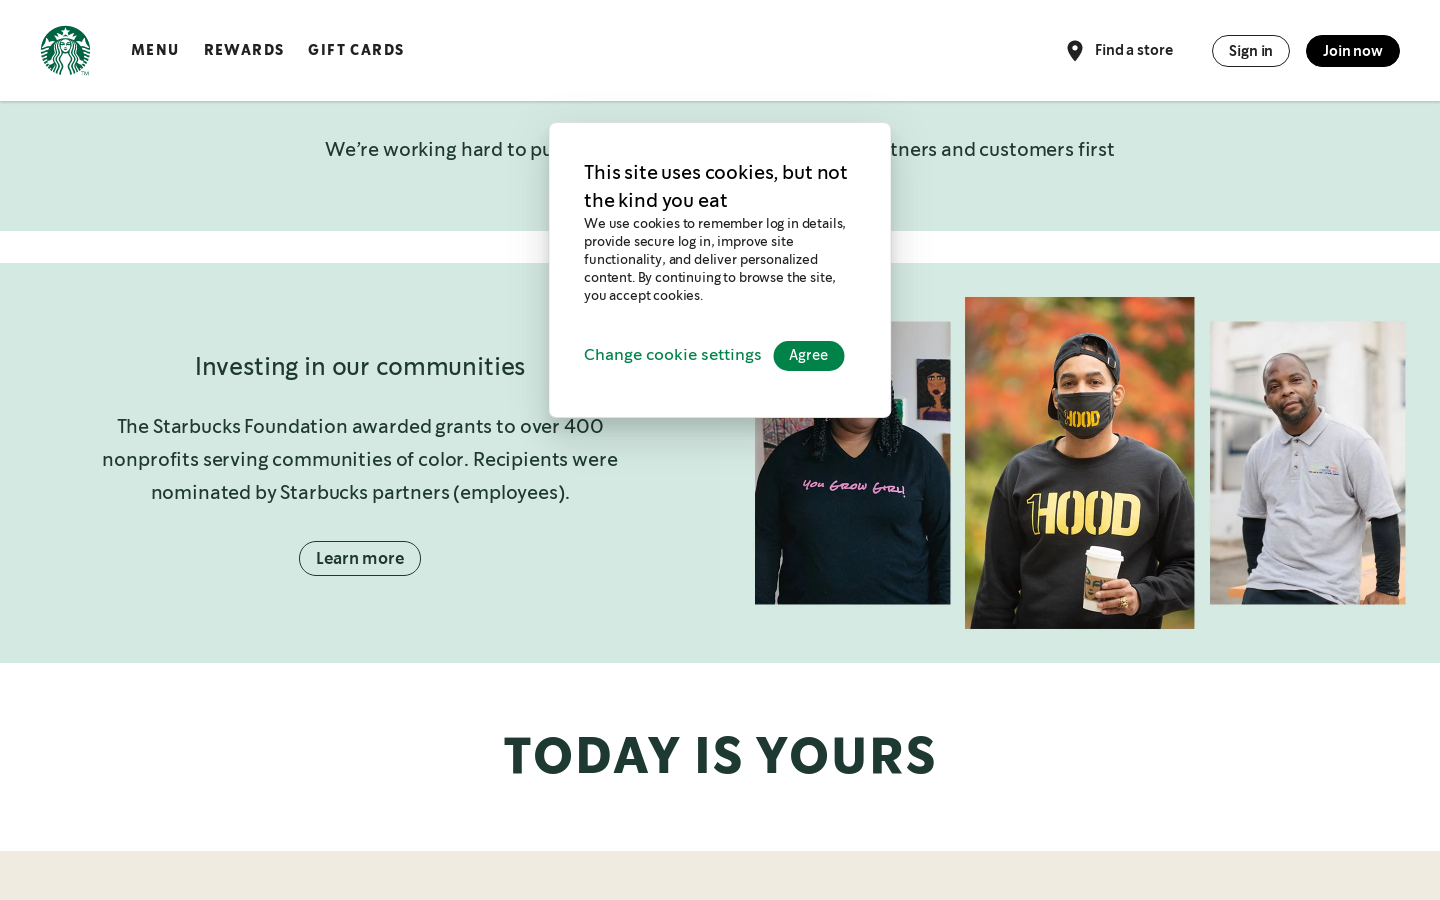 MENU
REWARDS
GIFT CARDS
Find a store
Sign in
Join now
We're working hard to pu
tners and customers first
This site uses cookies, but not
the kind you eat
We use cookies to remember log in details,
provide secure log in, improve site
functionality, and deliver personalized
content. By continuing to browse the site,
you accept cookies.
Change cookie settings
Agree
Investing in our communities
The Starbucks Foundation awarded grants to over 400
nonprofits serving communities of color. Recipients were
nominated by Starbucks partners (employees).
Learn more
YOU GROW GIRL!
HOOD
1HOOD
TODAY IS YOURS